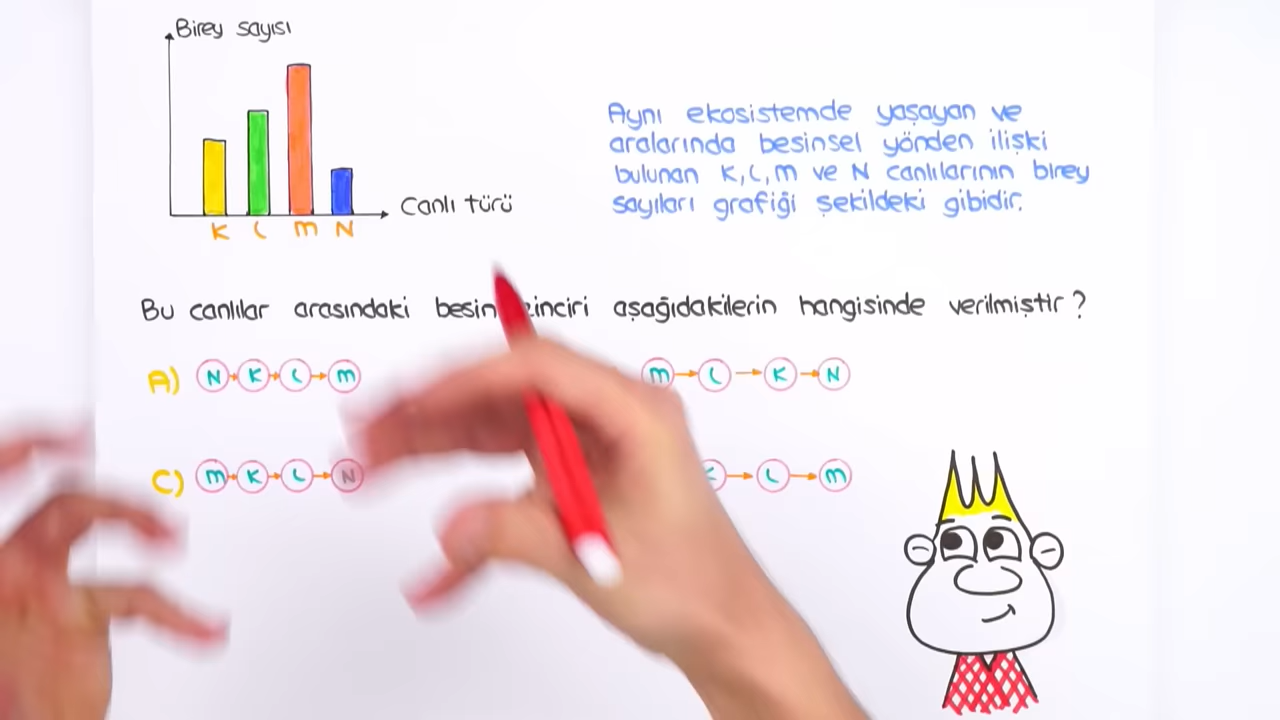 Birey sayısı
Canlı türü
K L M N
Aynı ekosistemde yaşayan ve
aralarında besinsel yönden ilişki
bulunan K, L, M ve N canlılarının birey
sayıları grafiği şekildeki gibidir.
Bu canlılar arasındaki besin zinciri aşağıdakilerin hangisinde verilmiştir ?
A) N K L M
M L K N
C) M K L N
L M